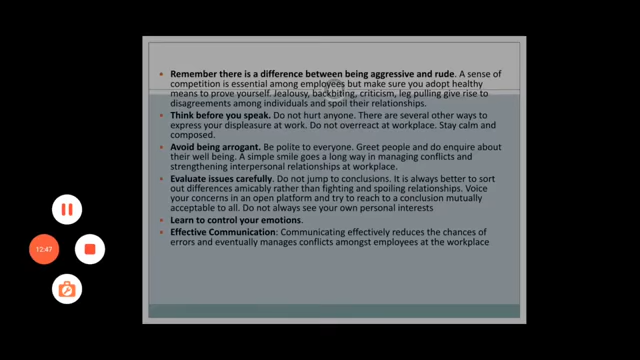 Remember there is a difference between being aggressive and rude. A sense of
competition is essential among employees but make sure you adopt healthy
means to prove yourself. Jealousy, backbiting, criticism, leg pulling give rise to
disagreements among individuals and spoil their relationships.
Think before you speak. Do not hurt anyone. There are several other ways to
express your displeasure at work. Do not overreact at workplace. Stay calm and
composed.
Avoid being arrogant. Be polite to everyone. Greet people and do enquire about
their well being. A simple smile goes a long way in managing conflicts and
strengthening interpersonal relationships at workplace.
Evaluate issues carefully. Do not jump to conclusions. It is always better to sort
out differences amicably rather than fighting and spoiling relationships. Voice
your concerns in an open platform and try to reach to a conclusion mutually
acceptable to all. Do not always see your own personal interests
Learn to control your emotions.
Effective Communication: Communicating effectively reduces the chances of
errors and eventually manages conflicts amongst employees at the workplace
12:47